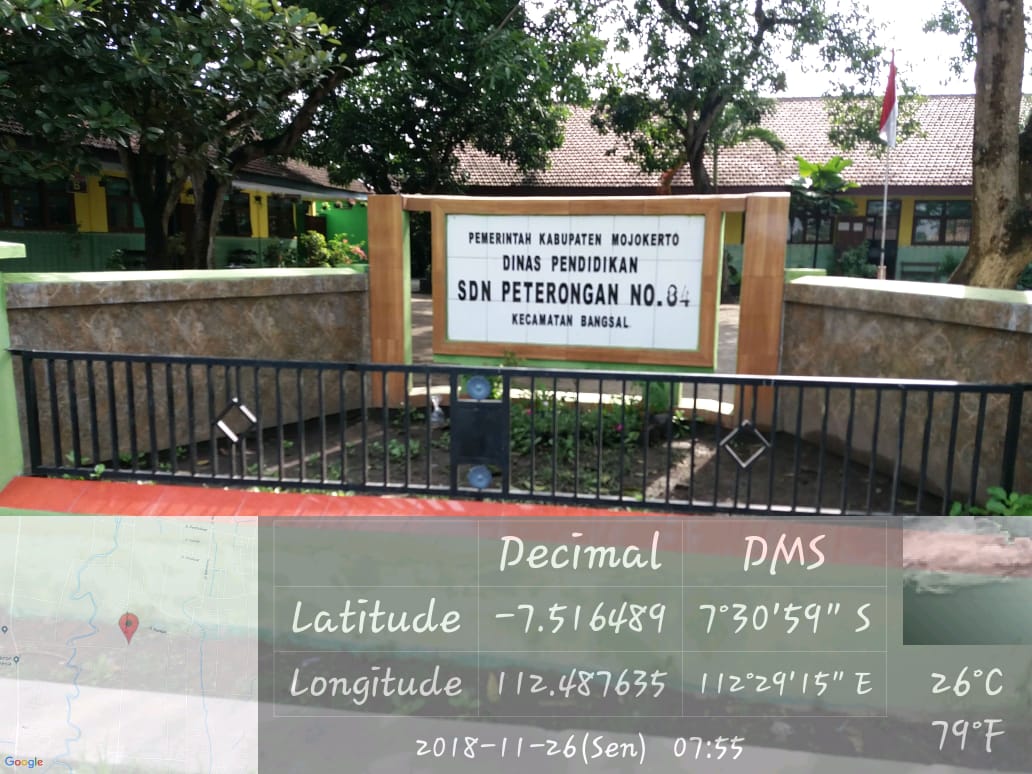 PEMERINTAH KABUPATEN MOJOKERTO
DINAS PENDIDIKAN
SDN PETERONGAN NO.84
KECAMATAN BANGSAL
B
Decimal DMS
Latitude -7.516489 7°30'59" S
Longitude 112.487635 112°29'15" E
26°C
79°F
2018-11-26(Sen) 07:55
Google